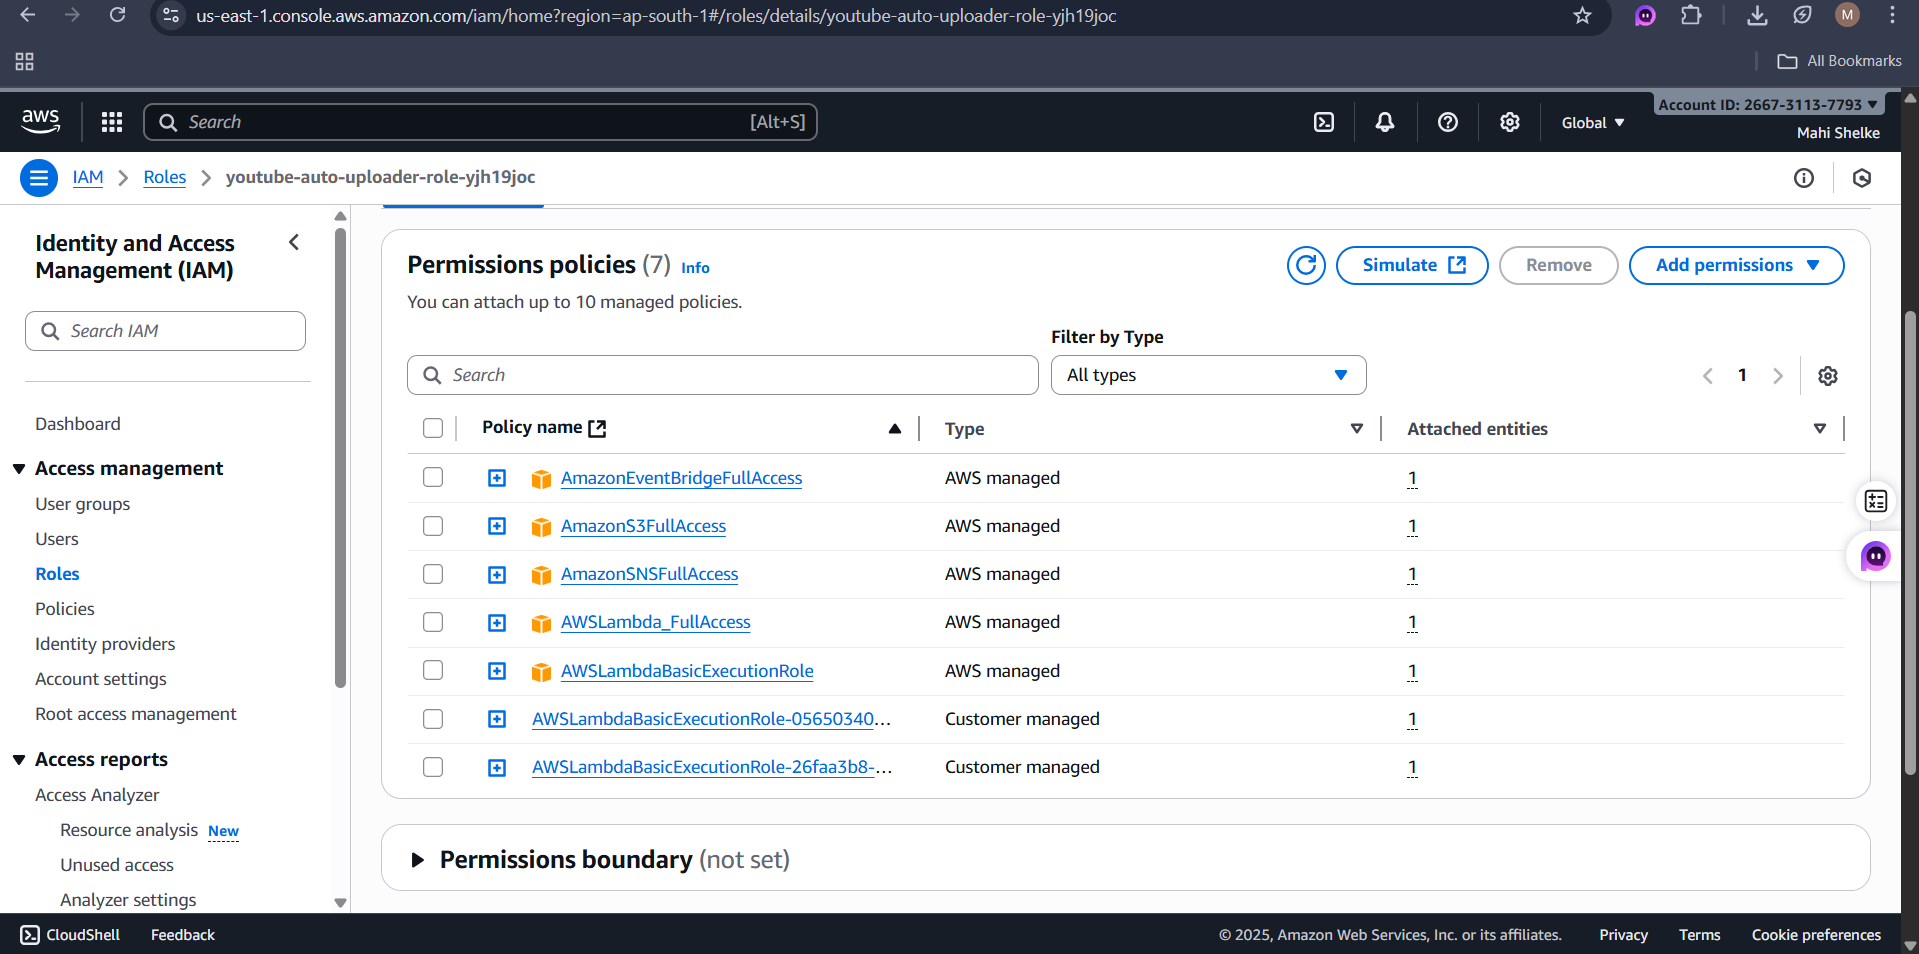 us-east-1.console.aws.amazon.com/iam/home?region=ap-south-1#/roles/details/youtube-auto-uploader-role-yjh19joc
M
All Bookmarks
aws
Search
[Alt+S]
Global
Account ID: 2667-3113-7793
Mahi Shelke
IAM
Roles
youtube-auto-uploader-role-yjh19joc
Identity and Access
Management (IAM)
Search IAM
Dashboard
Access management
User groups
Users
Roles
Policies
Identity providers
Account settings
Root access management
Access reports
Access Analyzer
Resource analysis New
Unused access
Analyzer settings
Permissions policies (7) Info
You can attach up to 10 managed policies.
Simulate
Remove
Add permissions
Filter by Type
Search
All types
1
Policy name
Type
Attached entities
AmazonEventBridgeFullAccess AWS managed 1
AmazonS3FullAccess AWS managed 1
AmazonSNSFullAccess AWS managed 1
AWSLambda_FullAccess AWS managed 1
AWSLambdaBasicExecutionRole AWS managed 1
AWSLambdaBasicExecutionRole-05650340... Customer managed 1
AWSLambdaBasicExecutionRole-26faa3b8-... Customer managed 1
Permissions boundary (not set)
CloudShell
Feedback
© 2025, Amazon Web Services, Inc. or its affiliates.
Privacy
Terms
Cookie preferences